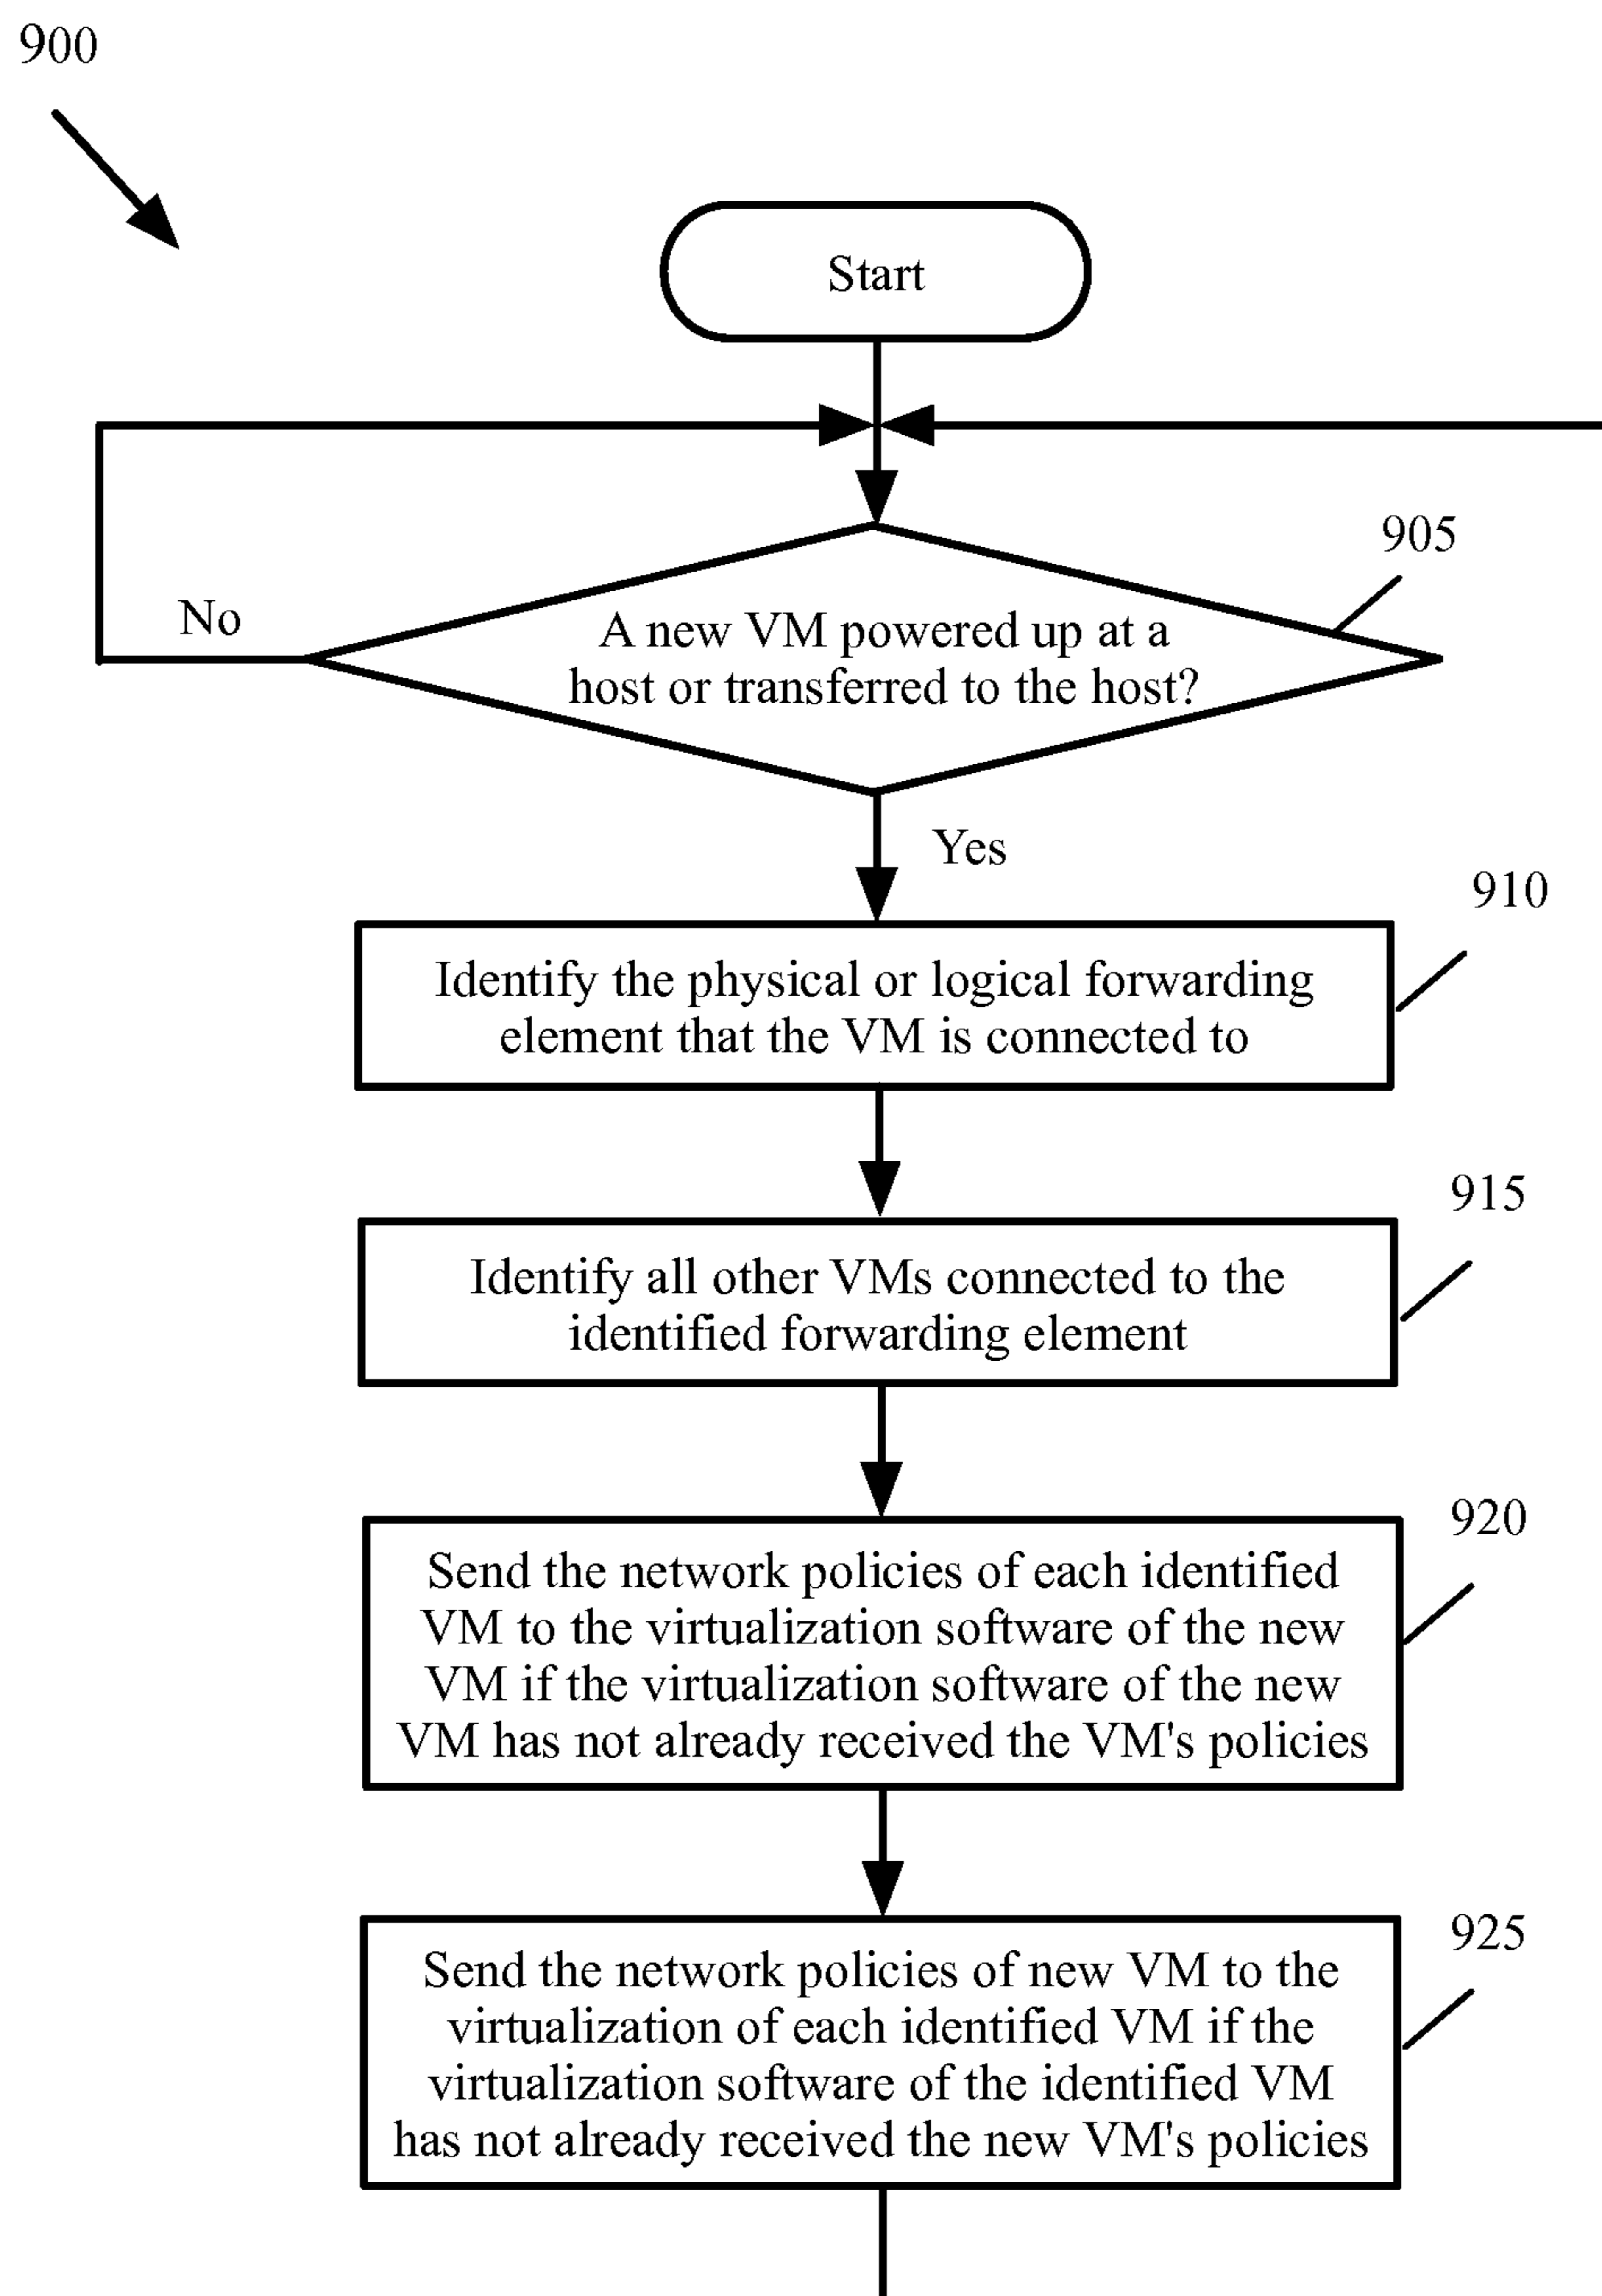 900
Start
905
No
A new VM powered up at a
host or transferred to the host?
Yes
910
Identify the physical or logical forwarding
element that the VM is connected to
915
Identify all other VMs connected to the
identified forwarding element
920
Send the network policies of each identified
VM to the virtualization software of the new
VM if the virtualization software of the new
VM has not already received the VM's policies
925
Send the network policies of new VM to the
virtualization of each identified VM if the
virtualization software of the identified VM
has not already received the new VM's policies